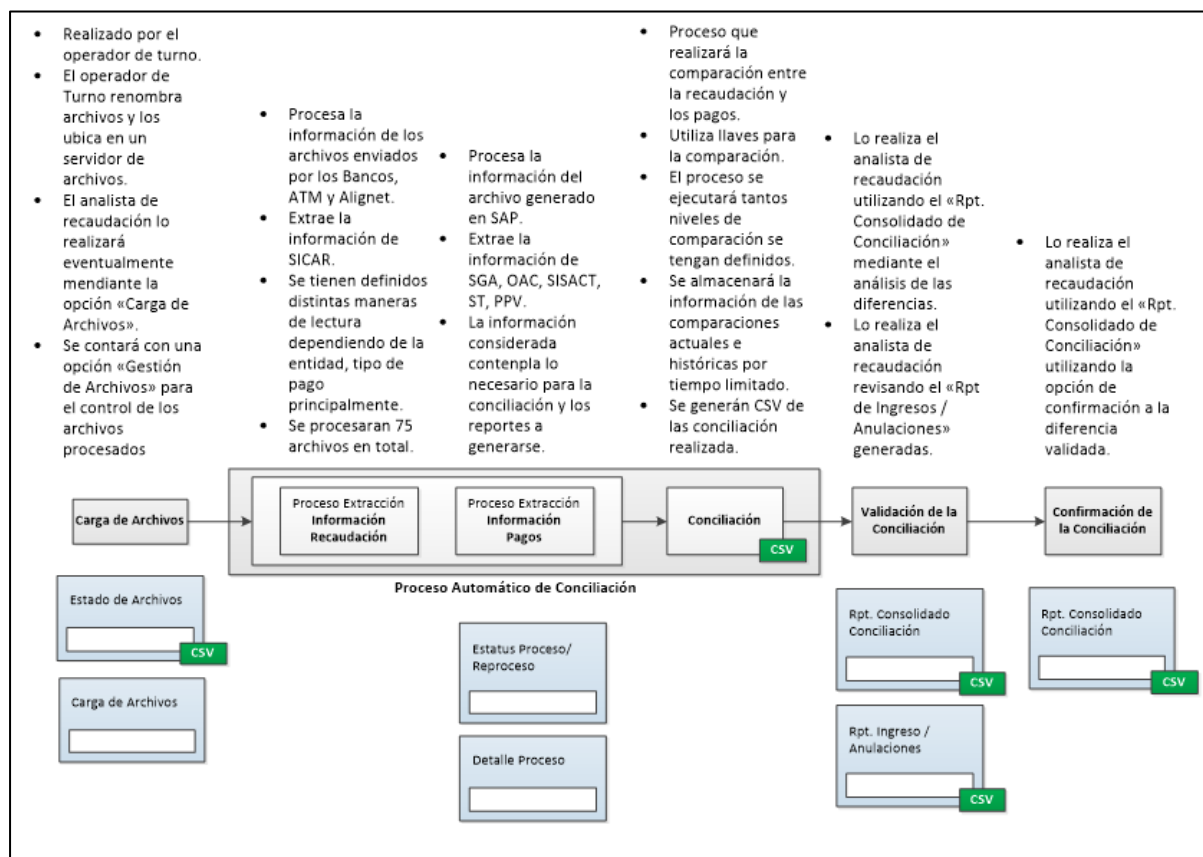 • Realizado por el
operador de turno.
• El operador de
Turno renombra
archivos y los
ubica en un
servidor de
archivos.
• El analista de
recaudación lo
realizará
eventualmente
mendiante la
opción «Carga de
Archivos».
• Se contará con una
opción «Gestión
de Archivos» para
el control de los
archivos
procesados
• Procesa la
información de los
archivos enviados
por los Bancos,
ATM y Alignet.
• Extrae la
información de
SICAR.
• Se tienen definidos
distintas maneras
de lectura
dependiendo de la
entidad, tipo de
pago
principalmente.
• Se procesaran 75
archivos en total.
• Procesa la
información del
archivo generado
en SAP.
• Extrae la
información de
SGA, OAC, SISACT,
ST, PPV.
• La información
considerada
contempla lo
necesario para la
conciliación y los
reportes a
generarse.
• Proceso que
realizará la
comparación entre
la recaudación y
los pagos.
• Utiliza llaves para
la comparación.
• El proceso se
ejecutará tantos
niveles de
comparación se
tengan definidos.
• Se almacenará la
información de las
comparaciones
actuales e
históricas por
tiempo limitado.
• Se generán CSV de
las conciliación
realizada.
• Lo realiza el
analista de
recaudación
utilizando el «Rpt.
Consolidado de
Conciliación»
mediante el
análisis de las
diferencias.
• Lo realiza el
analista de
recaudación
revisando el «Rpt
de Ingresos /
Anulaciones»
generadas.
• Lo realiza el
analista de
recaudación
utilizando el «Rpt.
Consolidado de
Conciliación»
utilizando la
opción de
confirmación a la
diferencia
validada.
Carga de Archivos
Proceso Extracción
Información
Recaudación
Proceso Extracción
Información
Pagos
Conciliación
CSV
Validación de la
Conciliación
Confirmación de
la Conciliación
Proceso Automático de Conciliación
Estado de Archivos
CSV
Carga de Archivos
Estatus Proceso/
Reproceso
Detalle Proceso
Rpt. Consolidado
Conciliación
CSV
Rpt. Ingreso /
Anulaciones
CSV
Rpt. Consolidado
Conciliación
CSV